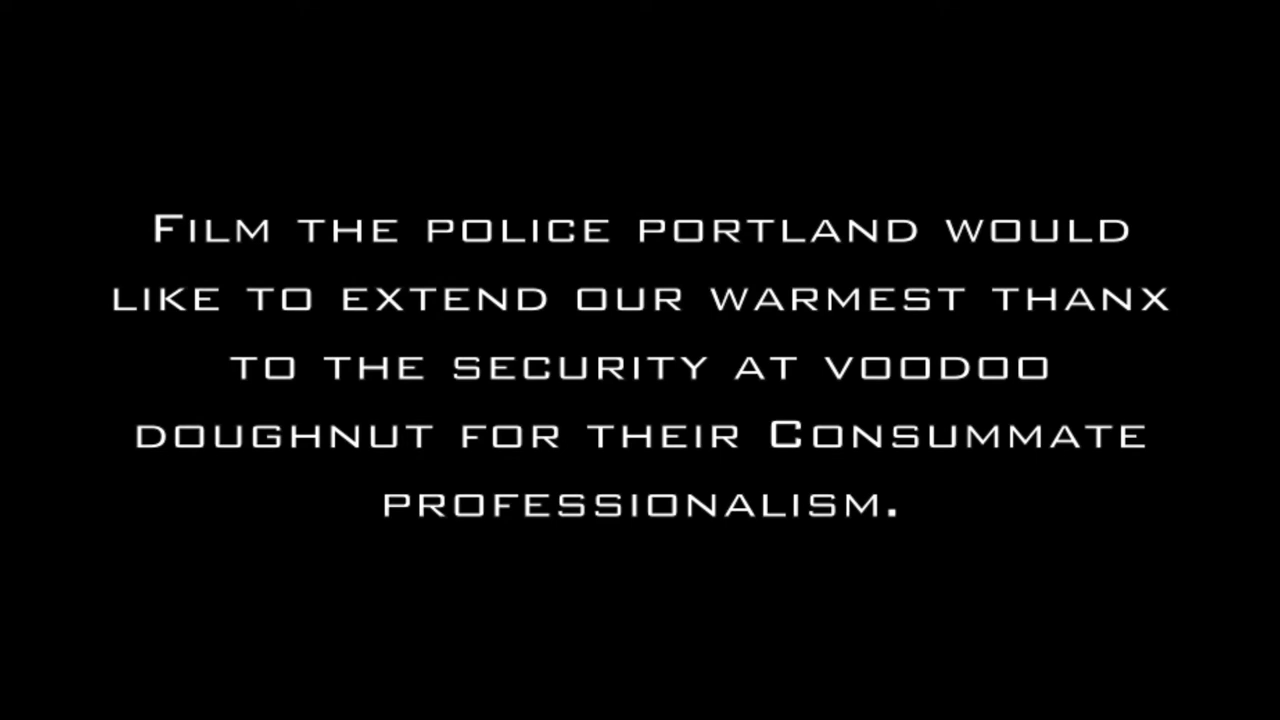 Film the police portland would
like to extend our warmest thanx
to the security at voodoo
doughnut for their Consummate
professionalism.